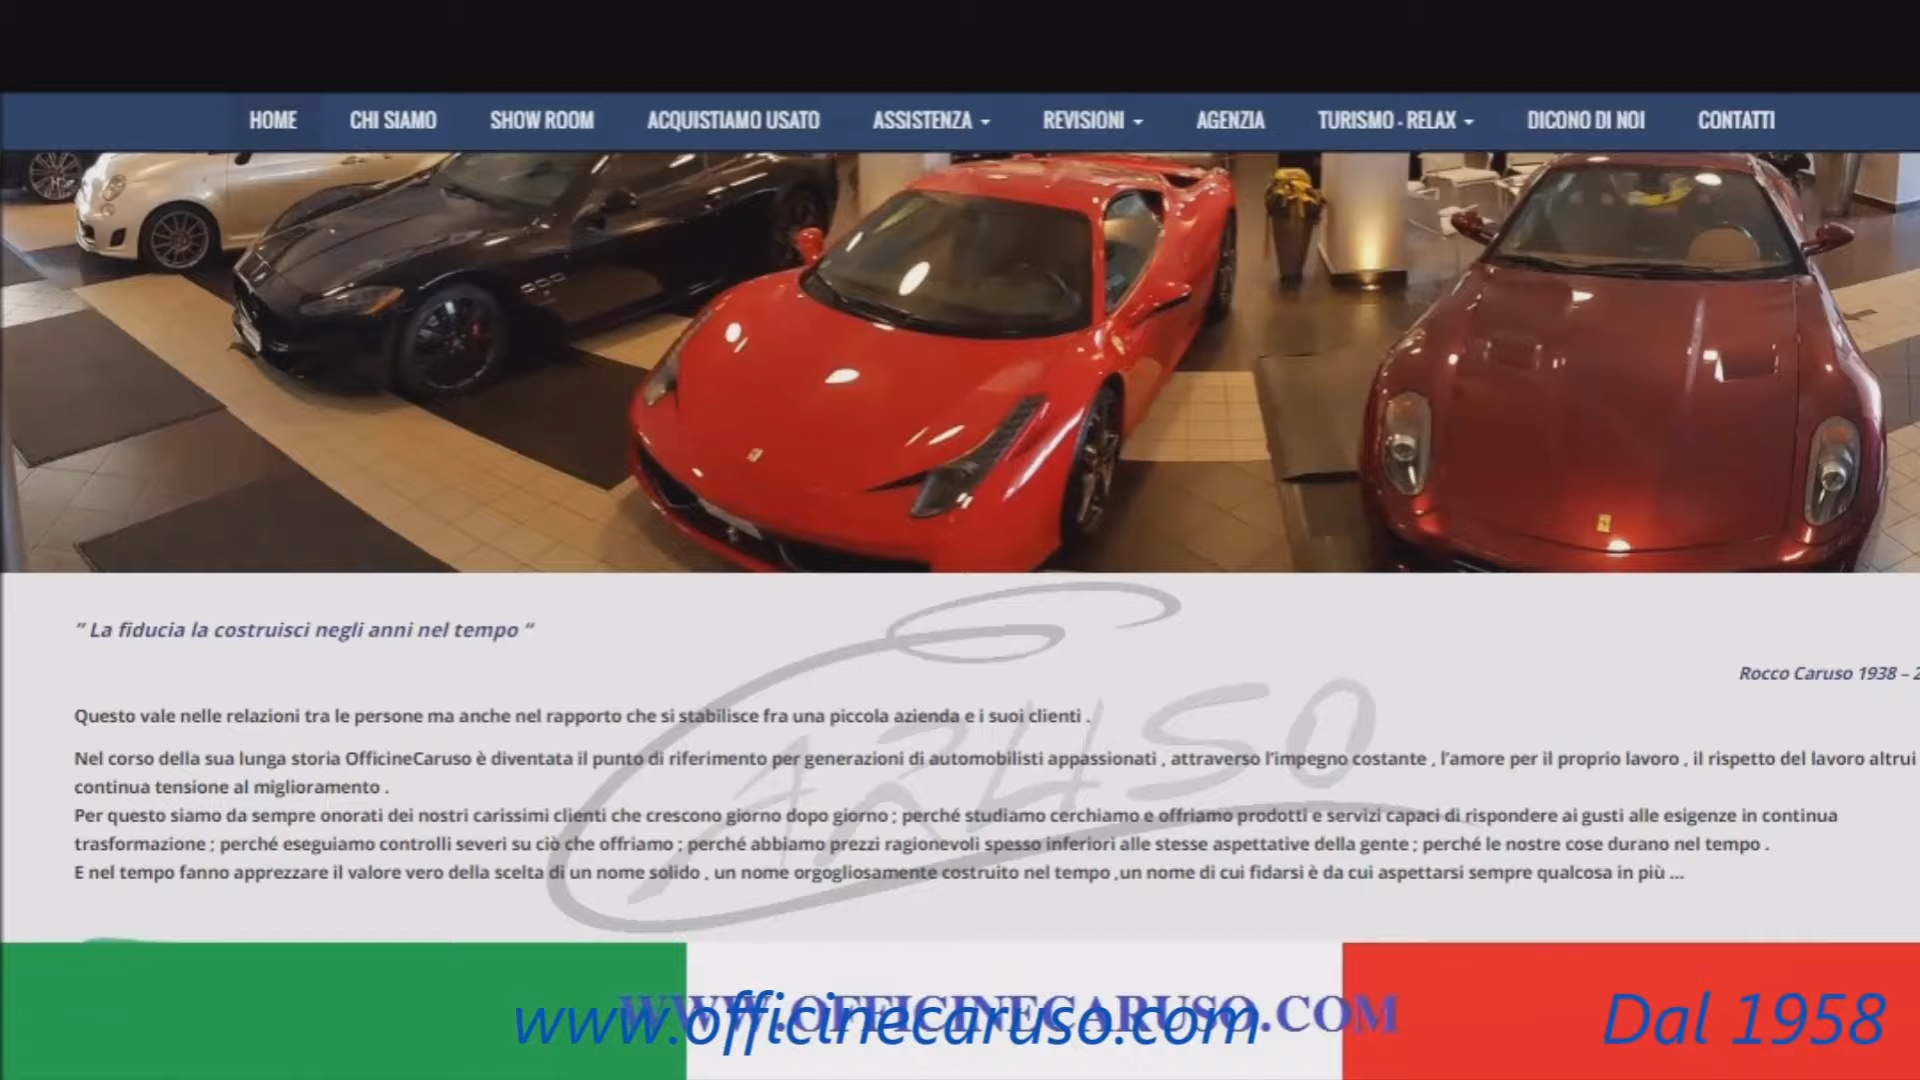 HOME CHI SIAMO SHOW ROOM ACQUISTIAMO USATO ASSISTENZA REVISIONI AGENZIA TURISMO - RELAX DICONO DI NOI CONTATTI
" La fiducia la costruisci negli anni nel tempo "
Rocco Caruso 1938 – 2
Questo vale nelle relazioni tra le persone ma anche nel rapporto che si stabilisce fra una piccola azienda e i suoi clienti .
Nel corso della sua lunga storia OfficineCaruso è diventata il punto di riferimento per generazioni di automobilisti appassionati , attraverso l'impegno costante , l'amore per il proprio lavoro , il rispetto del lavoro altrui
continua tensione al miglioramento .
Per questo siamo da sempre onorati dei nostri carissimi clienti che crescono giorno dopo giorno ; perché studiamo cerchiamo e offriamo prodotti e servizi capaci di rispondere ai gusti alle esigenze in continua
trasformazione ; perché eseguiamo controlli severi su ciò che offriamo ; perché abbiamo prezzi ragionevoli spesso inferiori alle stesse aspettative della gente ; perché le nostre cose durano nel tempo .
E nel tempo fanno apprezzare il valore vero della scelta di un nome solido , un nome orgogliosamente costruito nel tempo ,un nome di cui fidarsi è da cui aspettarsi sempre qualcosa in più ...
CARUSO
WWW.OFFICINECARUSO.COM
www.officinecaruso.com
Dal 1958